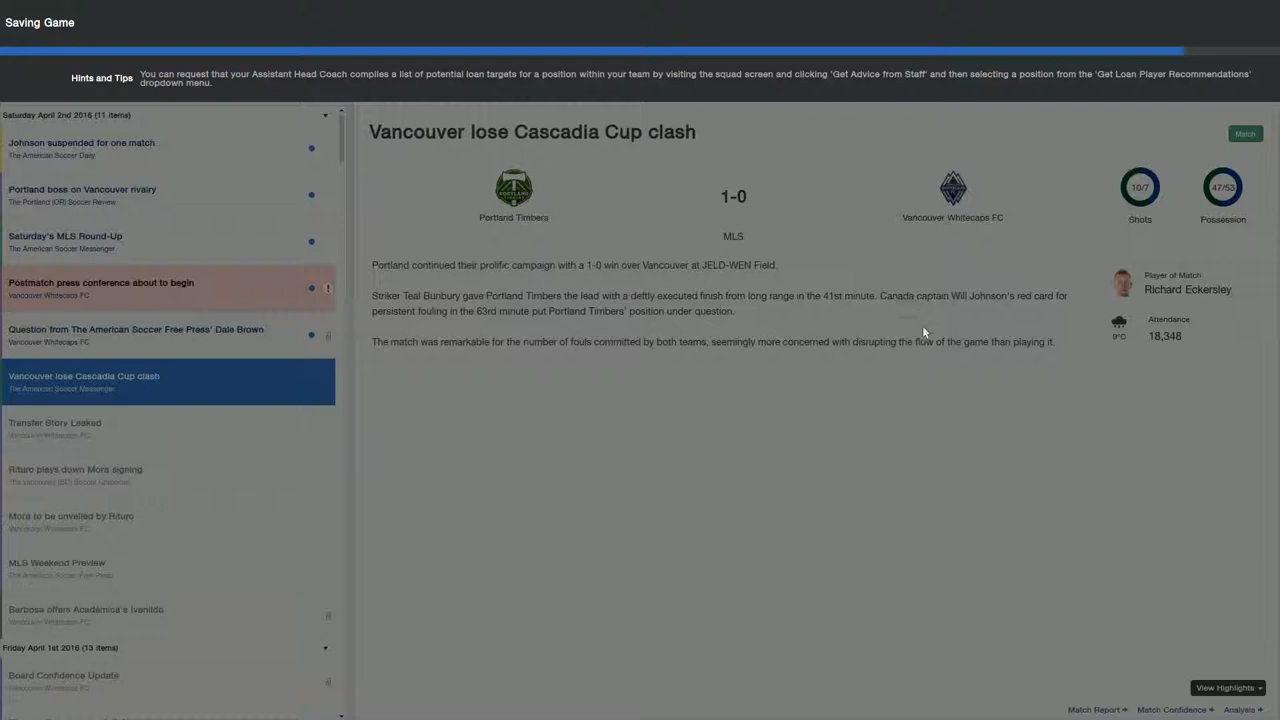 Saving Game
Hints and Tips
You can request that your Assistant Head Coach compiles a list of potential loan targets for a position within your team by visiting the squad screen and clicking 'Get Advice from Staff' and then selecting a position from the 'Get Loan Player Recommendations'
dropdown menu.
Saturday April 2nd 2016 (11 items)
Johnson suspended for one match
The American Soccer Daily
Portland boss on Vancouver rivalry
The Portland (OR) Soccer Review
Saturday's MLS Round-Up
The American Soccer Messenger
Postmatch press conference about to begin
Vancouver Whitecaps FC
Question from The American Soccer Free Press' Dale Brown
Vancouver Whitecaps FC
Vancouver lose Cascadia Cup clash
The American Soccer Messenger
Transfer Story Leaked
Vancouver Whitecaps FC
Rituro plays down Mora signing
The Vancouver (BC) Soccer
Mora to be unveiled by Rituro
Vancouver Whitecaps FC
MLS Weekend Preview
The American Soccer Free Press
Barbosa offers Académica's Ivanildo
Vancouver Whitecaps FC
Friday April 1st 2016 (13 items)
Board Confidence Update
Vancouver Whitecaps FC
Vancouver lose Cascadia Cup clash
Match
Portland Timbers
1-0
Vancouver Whitecaps FC
MLS
10/7
Shots
47/53
Possession
Portland continued their prolific campaign with a 1-0 win over Vancouver at JELD-WEN Field.
Striker Teal Bunbury gave Portland Timbers the lead with a deftly executed finish from long range in the 41st minute. Canada captain Will Johnson's red card for
persistent fouling in the 63rd minute put Portland Timbers' position under question.
The match was remarkable for the number of fouls committed by both teams, seemingly more concerned with disrupting the flow of the game than playing it.
Player of Match
Richard Eckersley
Attendance
9°C
18,348
View Highlights
Match Report
Match Confidence
Analysis